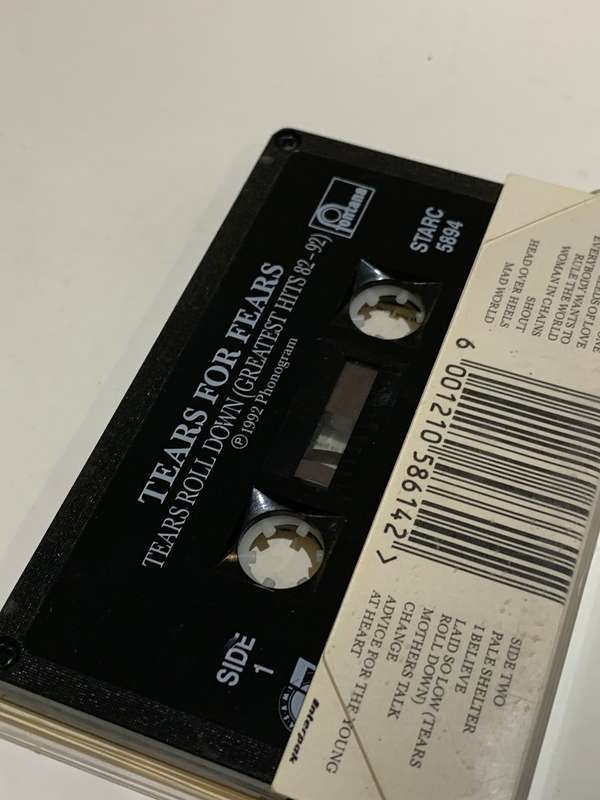 fontana
STARC
5894
TEARS FOR FEARS
TEARS ROLL DOWN (GREATEST HITS 82-92)
℗ 1992 Phonogram
SIDE
1
OF LOVE
EVERYBODY WANTS TO
RULE THE WORLD
WOMAN IN CHAINS
SHOUT
HEAD OVER HEELS
MAD WORLD
6 001210 586142 >
SIDE TWO
PALE SHELTER
I BELIEVE
LAID SO LOW (TEARS
ROLL DOWN)
MOTHERS TALK
CHANGE
ADVICE FOR THE YOUNG
AT HEART
Interpak